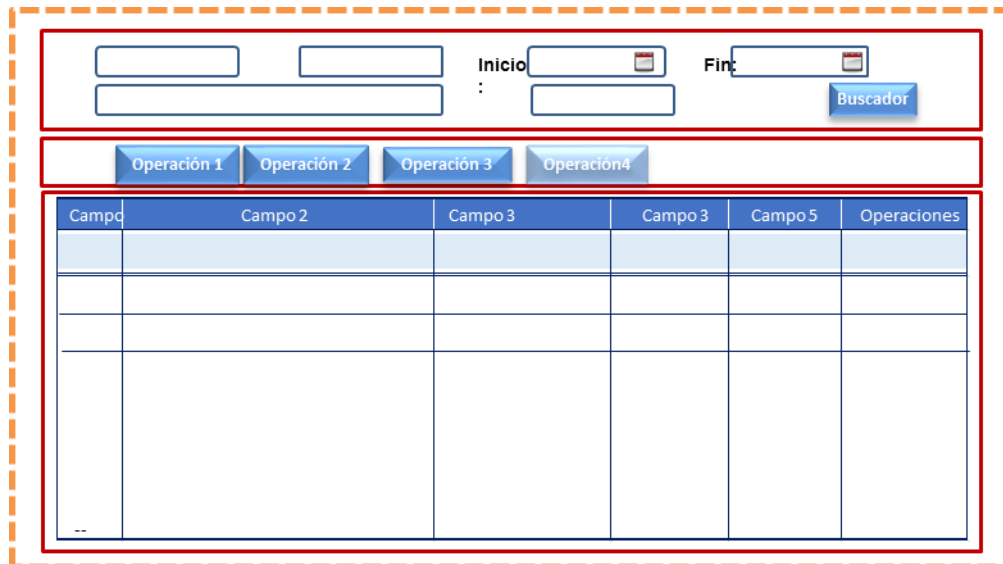 Inicio
:
Fin:
Buscador
Operación 1 Operación 2 Operación 3 Operación4
Campo Campo 2 Campo 3 Campo 3 Campo 5 Operaciones
--